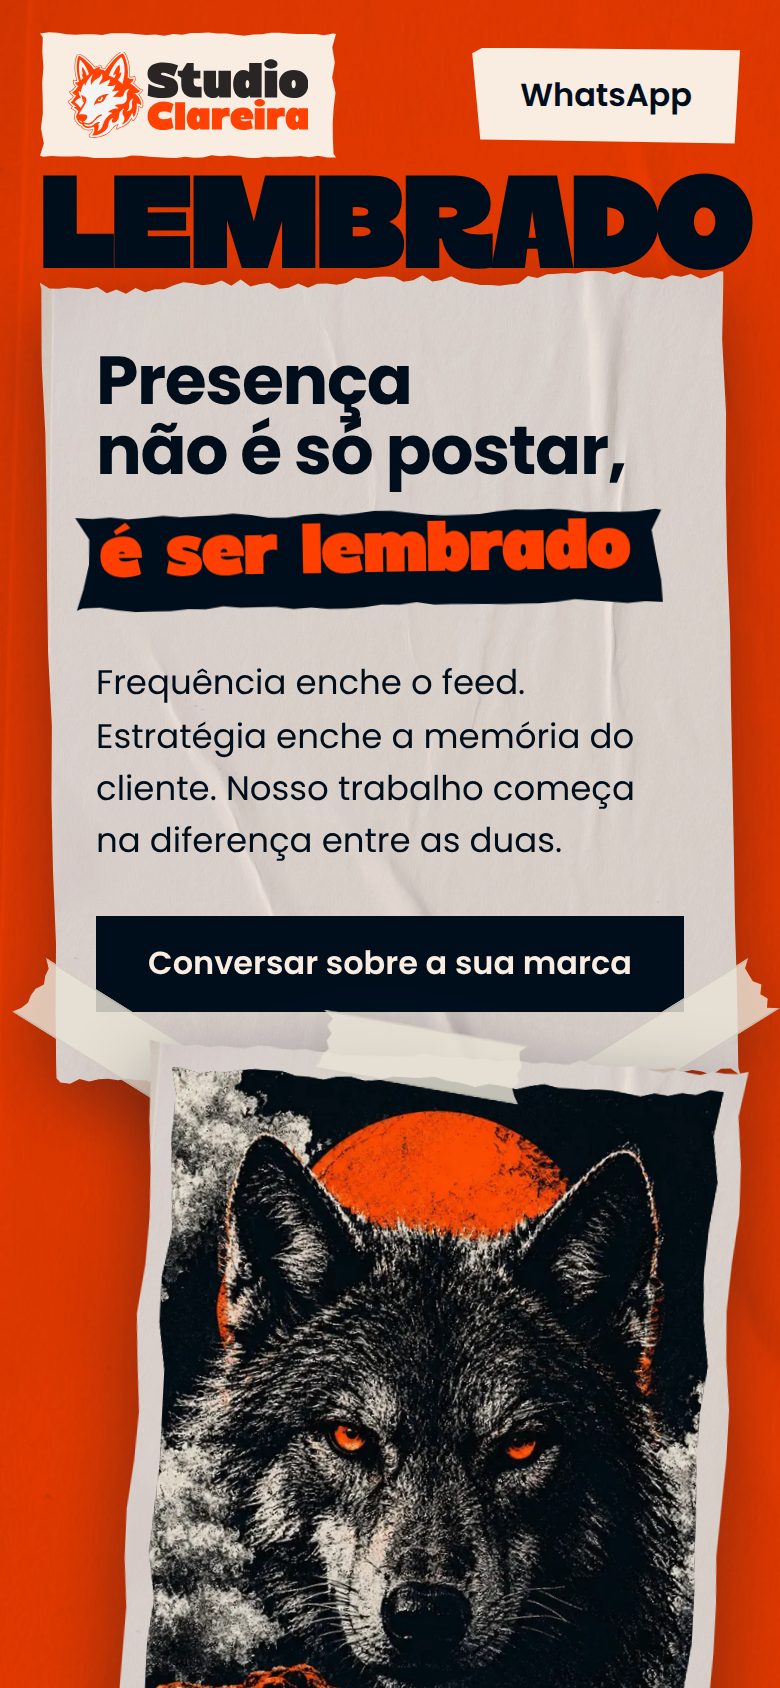 Studio
Clareira
WhatsApp
LEMBRADO
Presença
não é só postar,
é ser lembrado
Frequência enche o feed.
Estratégia enche a memória do
cliente. Nosso trabalho começa
na diferença entre as duas.
Conversar sobre a sua marca